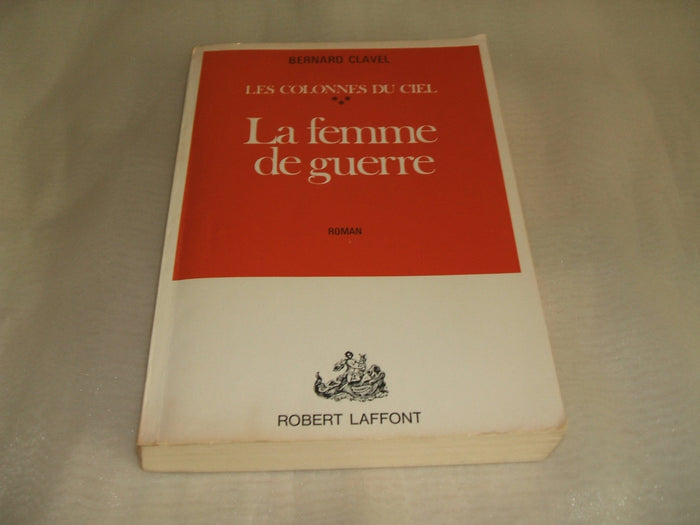 BERNARD CLAVEL
LES COLONNES DU CIEL
La femme
de guerre
ROMAN
ROBERT LAFFONT